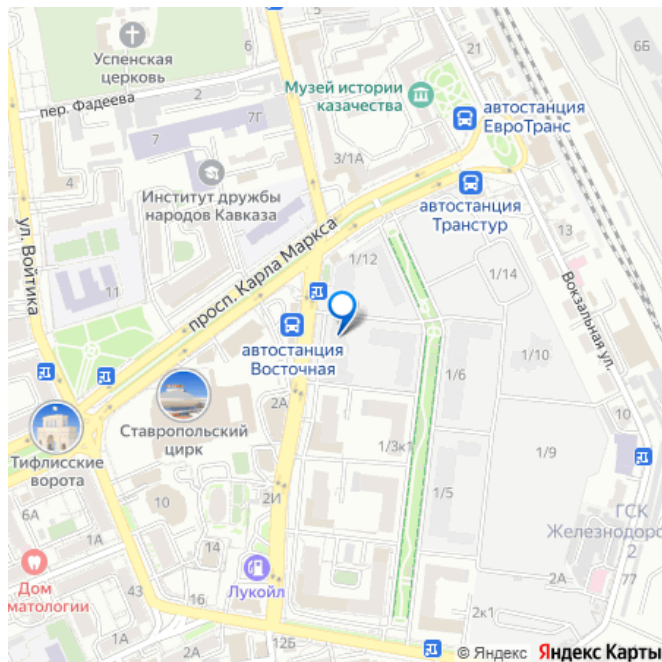 6
21
6Б
Успенская
церковь
пер. Фадеева
2
7Г
7
Музей истории
казачества
автостанция
ЕвроТранс
4
3/1А
Институт дружбы
народов Кавказа
автостанция
Транстур
ул. Войтика
13
просп. Карла Маркса
1/12
1/14
Вокзальная ул.
11
автостанция
Восточная
1/10
1/6
2А
Ставропольский
цирк
10
Тифлисские
ворота
1/3к1
1/9
1/5
2И
10
6А
14
ГСК
Железнодоро
2
Дом
матологии
43
Лукойл
2А
77
1А
1А
12Б
2к1
© Яндекс Яндекс Карты